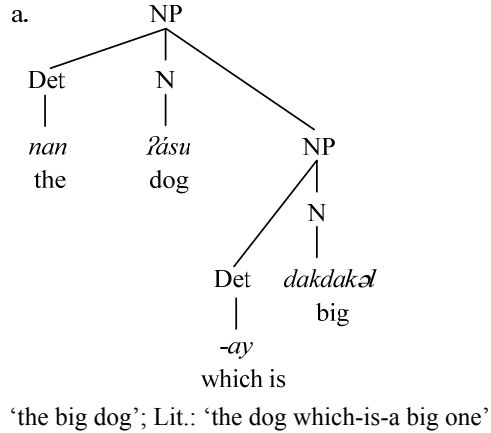 a. NP
Det N
nan ʔásu NP
the dog
N
Det dakdakəl
big
-ay
which is
‘the big dog’; Lit.: ‘the dog which-is-a big one’